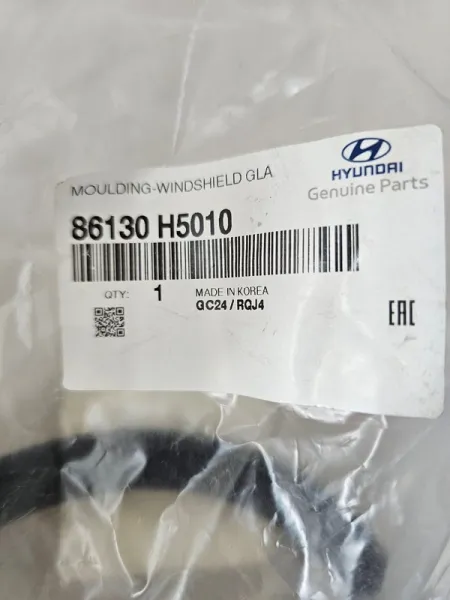 HYUNDAI
Genuine Parts
MOULDING-WINDSHIELD GLA
86130 H5010
QTY: 1 MADE IN KOREA
GC24 / RQJ4
EAC